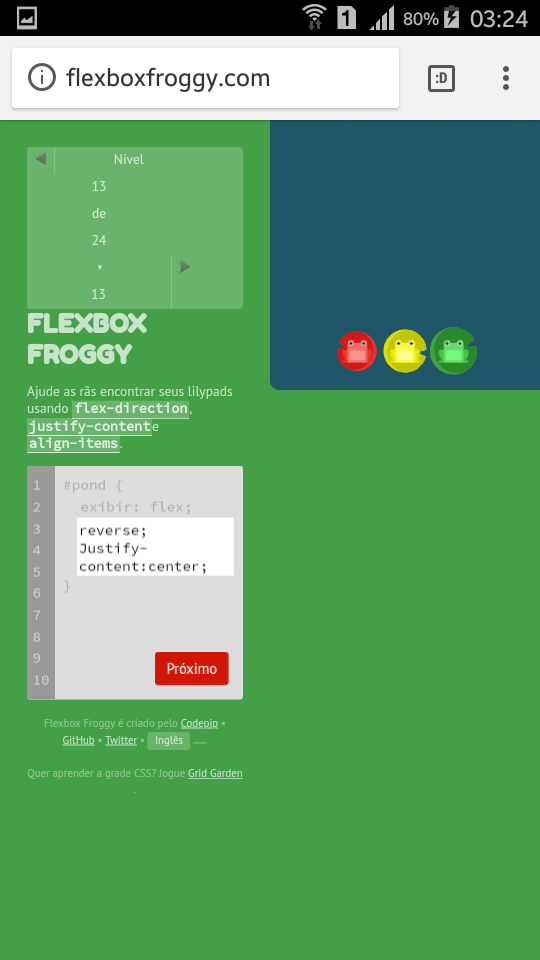 1 80% 03:24
flexboxfroggy.com
:D
Nível
13
de
24
▾
13
FLEXBOX
FROGGY
Ajude as rãs encontrar seus lilypads
usando flex-direction,
justify-content e
align-items.
1 #pond {
2 exibir: flex;
3 reverse;
4 Justify-
5 content:center;
6 }
7
8
9
10
Próximo
Flexbox Froggy é criado pelo Codepip •
GitHub • Twitter • Inglês
Quer aprender a grade CSS? Jogue Grid Garden
.